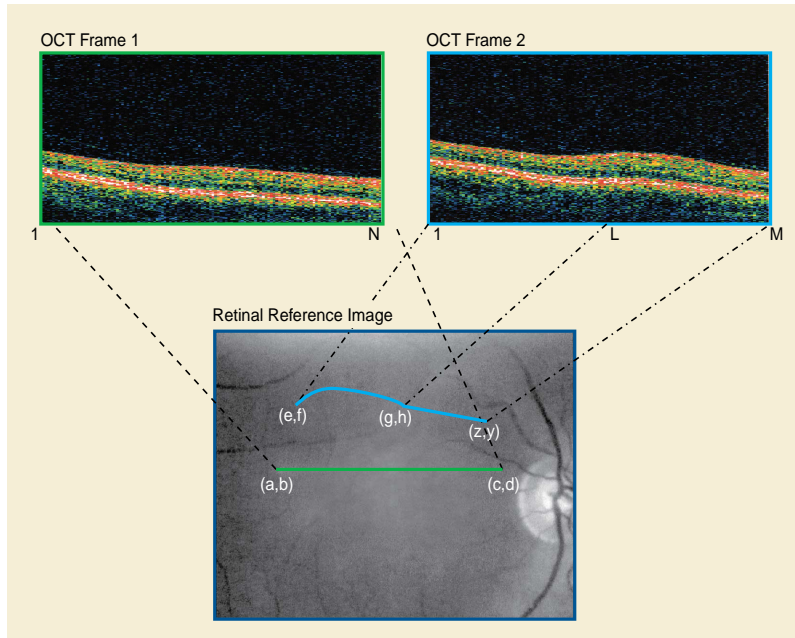 OCT Frame 1
OCT Frame 2
1
N
1
L
M
Retinal Reference Image
(e,f)
(g,h)
(z,y)
(a,b)
(c,d)